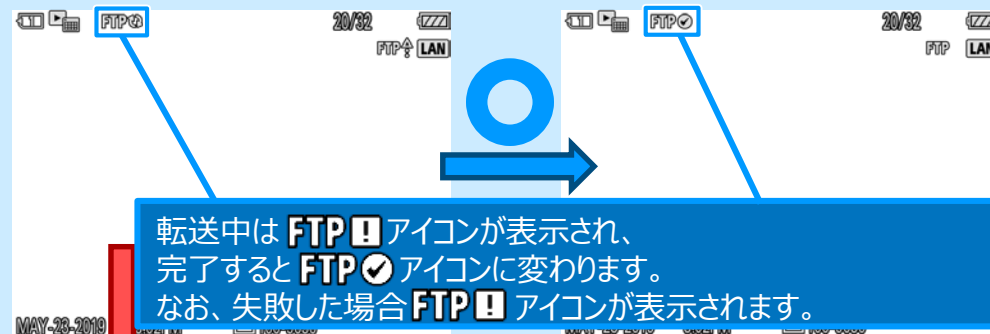 FTP 20/32
FTP LAN
FTP 20/32
FTP LAN
転送中は FTP ! アイコンが表示され、
完了すると FTP ✓ アイコンに変わります。
なお、失敗した場合 FTP ! アイコンが表示されます。
MAY-23-2019